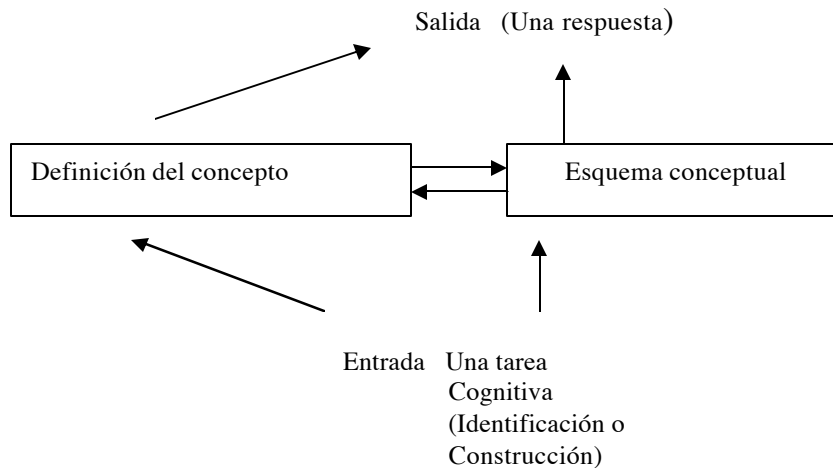 Salida (Una respuesta)
Definición del concepto
Esquema conceptual
Entrada Una tarea
Cognitiva
(Identificación o
Construcción)